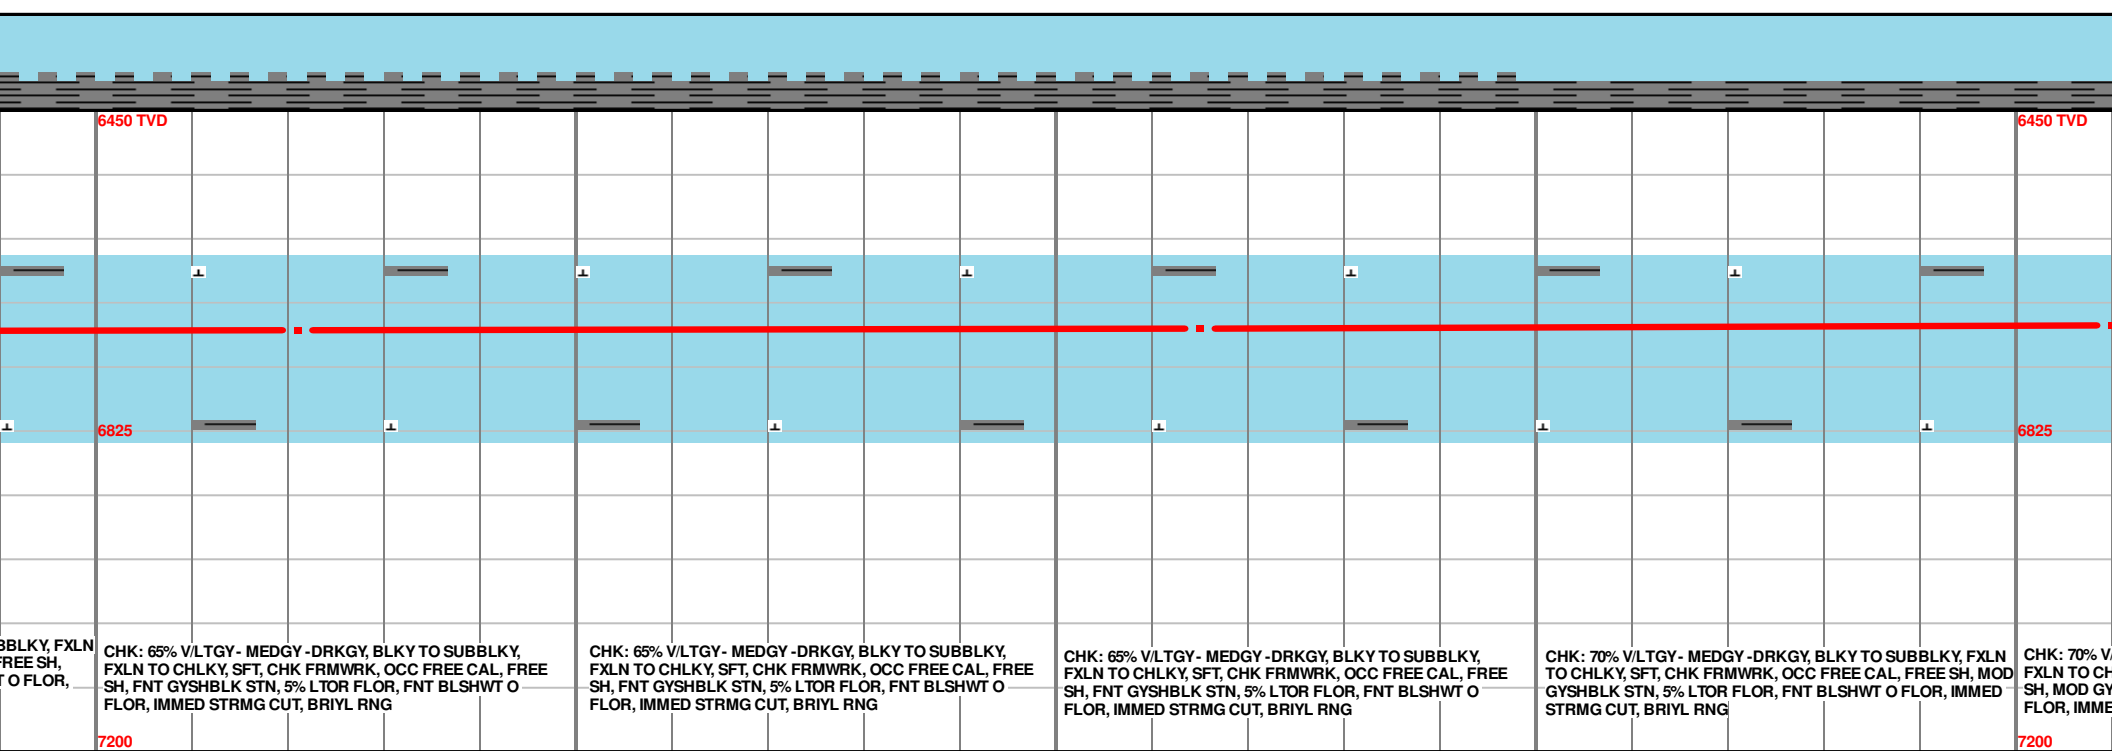 6450 TVD
6450 TVD
6825
6825
BBLKY, FXLN
FREE SH,
T O FLOR,
CHK: 65% V/LTGY- MEDGY -DRKGY, BLKY TO SUBBLKY,
FXLN TO CHLKY, SFT, CHK FRMWRK, OCC FREE CAL, FREE
SH, FNT GYSHBLK STN, 5% LTOR FLOR, FNT BLSHWT O
FLOR, IMMED STRMG CUT, BRIYL RNG
CHK: 65% V/LTGY- MEDGY -DRKGY, BLKY TO SUBBLKY,
FXLN TO CHLKY, SFT, CHK FRMWRK, OCC FREE CAL, FREE
SH, FNT GYSHBLK STN, 5% LTOR FLOR, FNT BLSHWT O
FLOR, IMMED STRMG CUT, BRIYL RNG
CHK: 65% V/LTGY- MEDGY -DRKGY, BLKY TO SUBBLKY,
FXLN TO CHLKY, SFT, CHK FRMWRK, OCC FREE CAL, FREE
SH, FNT GYSHBLK STN, 5% LTOR FLOR, FNT BLSHWT O
FLOR, IMMED STRMG CUT, BRIYL RNG
CHK: 70% V/LTGY- MEDGY -DRKGY, BLKY TO SUBBLKY, FXLN
TO CHLKY, SFT, CHK FRMWRK, OCC FREE CAL, FREE SH, MOD
GYSHBLK STN, 5% LTOR FLOR, FNT BLSHWT O FLOR, IMMED
STRMG CUT, BRIYL RNG
CHK: 70% V/
FXLN TO CH
SH, MOD GY
FLOR, IMME
7200
7200